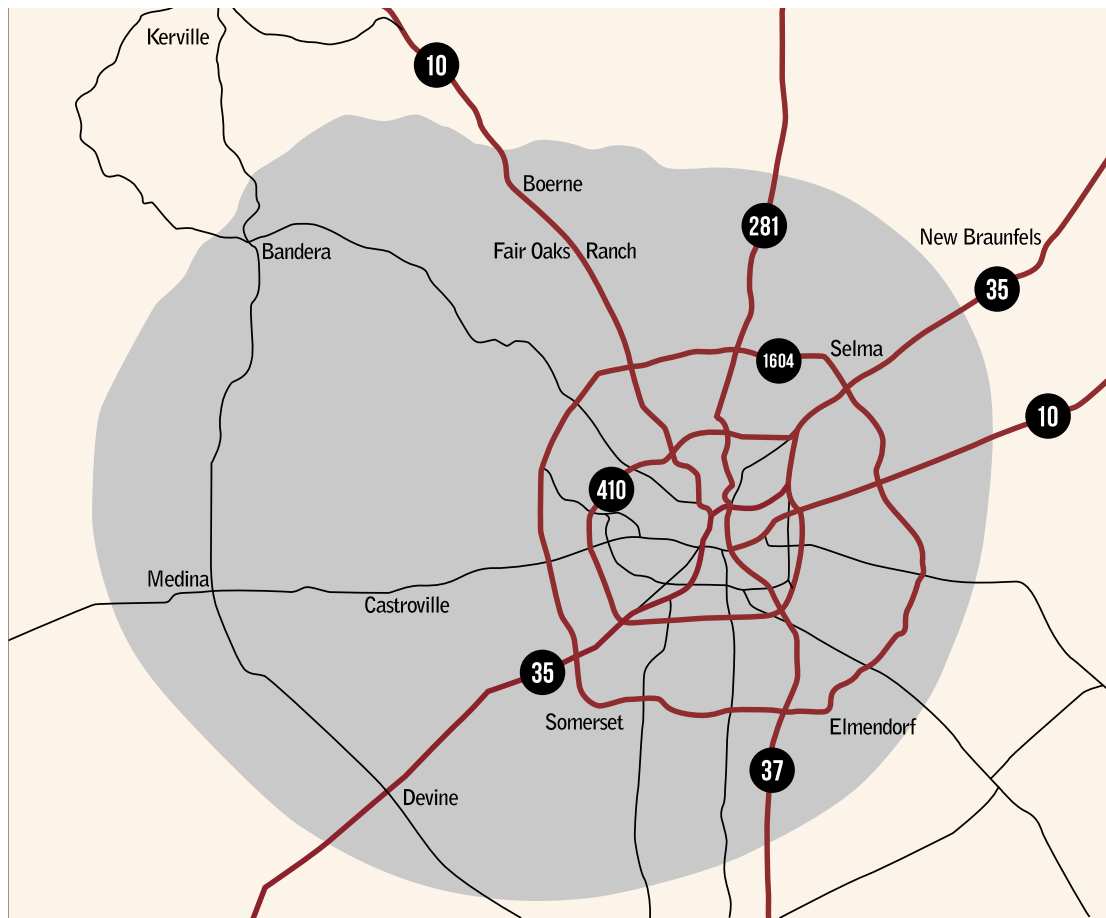 Kerville
10
Boerne
281
Fair Oaks Ranch
New Braunfels
Bandera
35
Selma
1604
10
410
Medina
Castroville
35
Somerset
Elmendorf
37
Devine